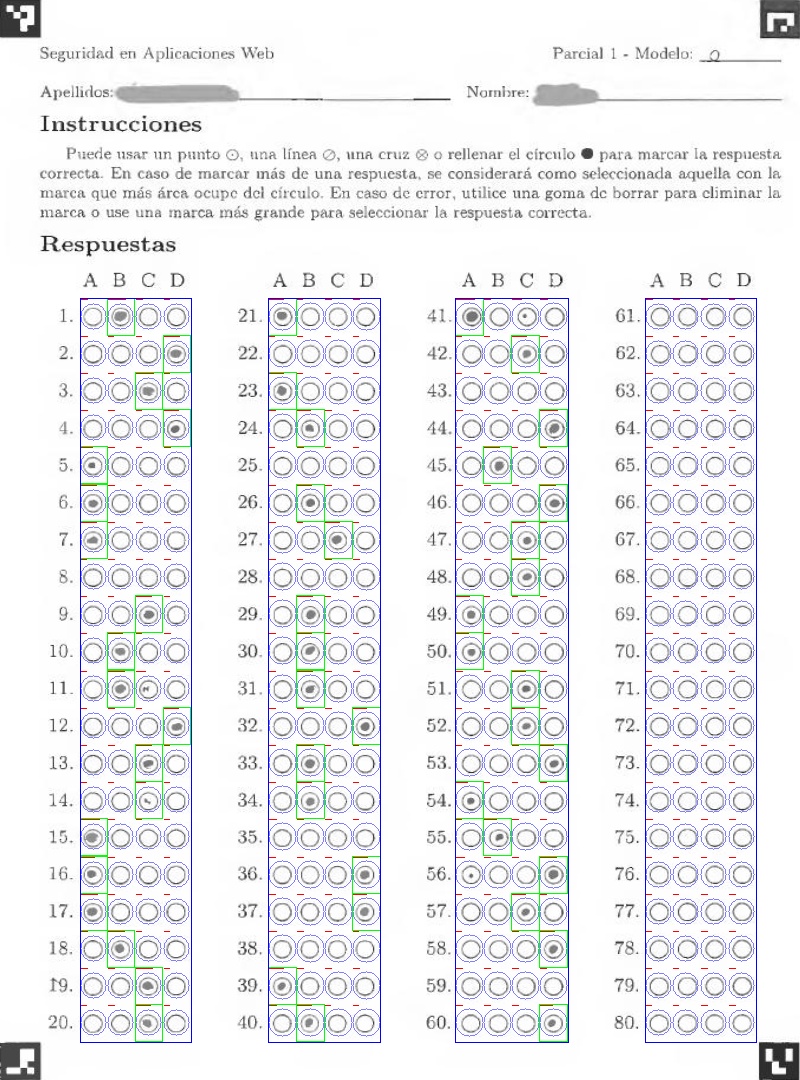 Seguridad en Aplicaciones Web Parcial 1 - Modelo: 0
Apellidos: Nombre:
Instrucciones
Puede usar un punto ⊙, una línea ⊘, una cruz ⊗ o rellenar el círculo ● para marcar la respuesta
correcta. En caso de marcar más de una respuesta, se considerará como seleccionada aquella con la
marca que más área ocupe del círculo. En caso de error, utilice una goma de borrar para eliminar la
marca o use una marca más grande para seleccionar la respuesta correcta.
Respuestas
A B C D A B C D A B C D A B C D
1. 21. 41. 61.
2. 22. 42. 62.
3. 23. 43. 63.
4. 24. 44. 64.
5. 25. 45. 65.
6. 26. 46. 66.
7. 27. 47. 67.
8. 28. 48. 68.
9. 29. 49. 69.
10. 30. 50. 70.
11. 31. 51. 71.
12. 32. 52. 72.
13. 33. 53. 73.
14. 34. 54. 74.
15. 35. 55. 75.
16. 36. 56. 76.
17. 37. 57. 77.
18. 38. 58. 78.
19. 39. 59. 79.
20. 40. 60. 80.